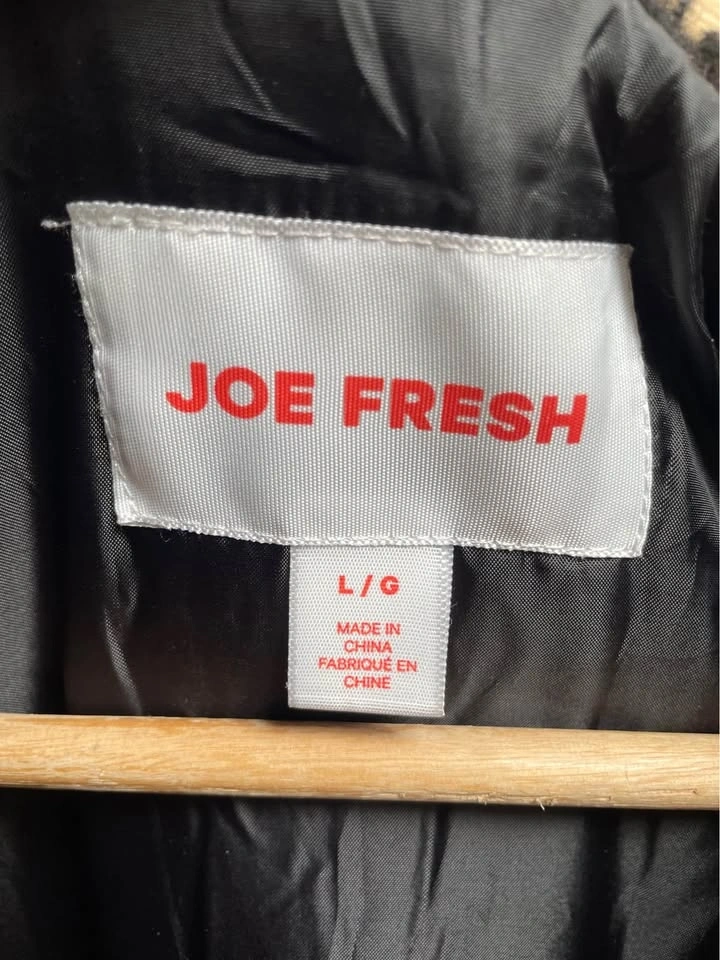 JOE FRESH
L / G
MADE IN
CHINA
FABRIQUÉ EN
CHINE